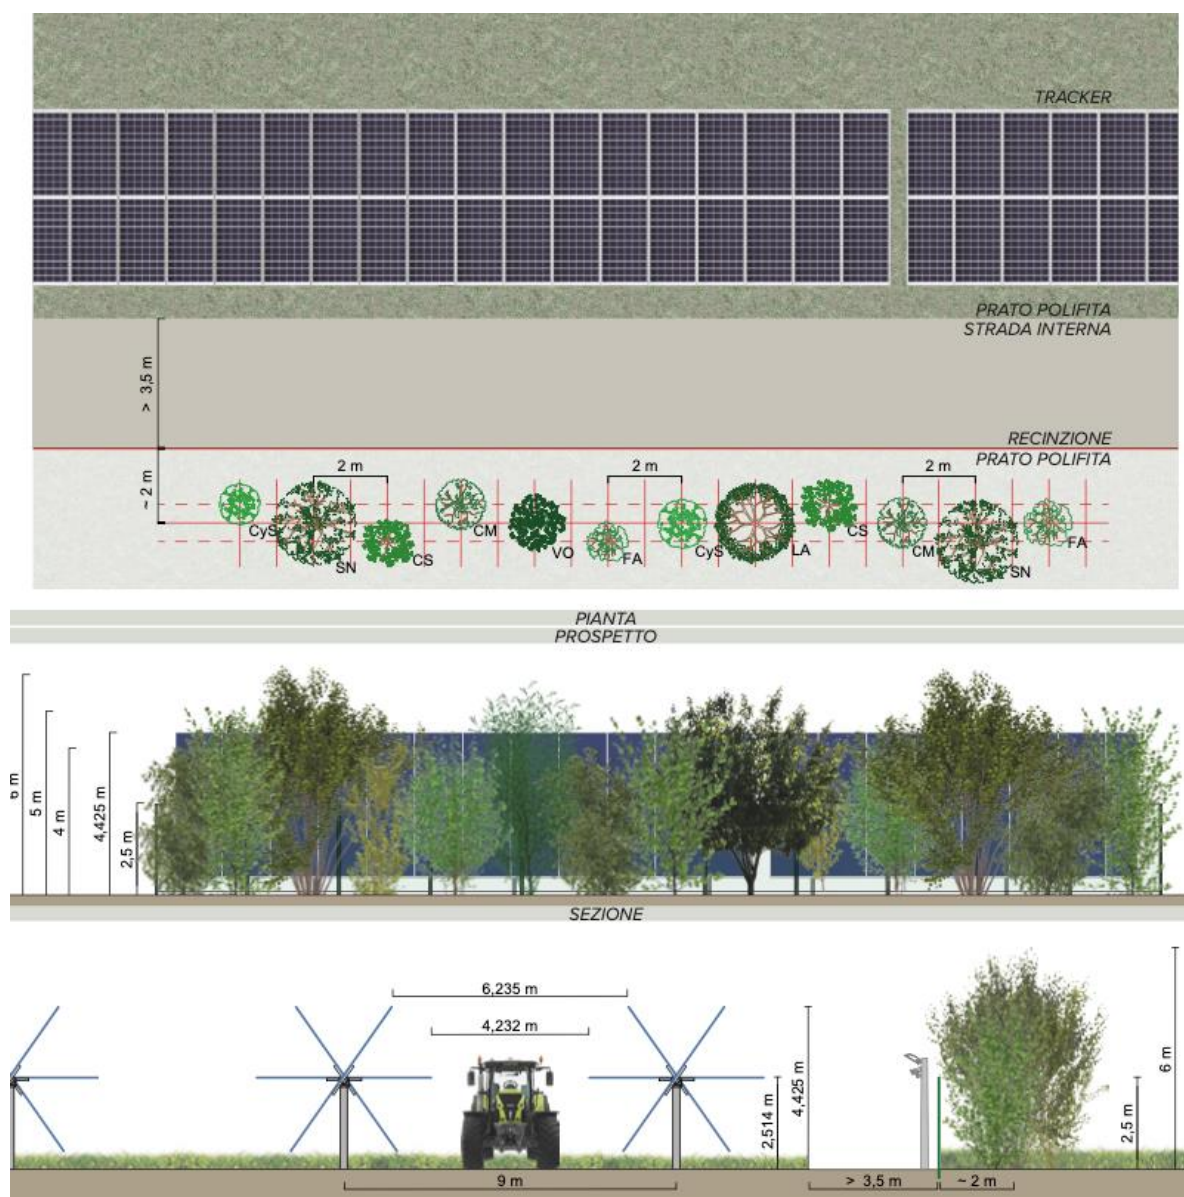 TRACKER
PRATO POLIFITA
STRADA INTERNA
> 3,5 m
RECINZIONE
PRATO POLIFITA
~ 2 m
2 m
2 m
2 m
CyS
SN
CS
CM
VO
FA
CyS
LA
CS
CM
SN
FA
PIANTA
PROSPETTO
6 m
5 m
4 m
4,425 m
2,5 m
SEZIONE
6,235 m
4,232 m
4,425 m
2,514 m
6 m
2,5 m
9 m
> 3,5 m
~ 2 m